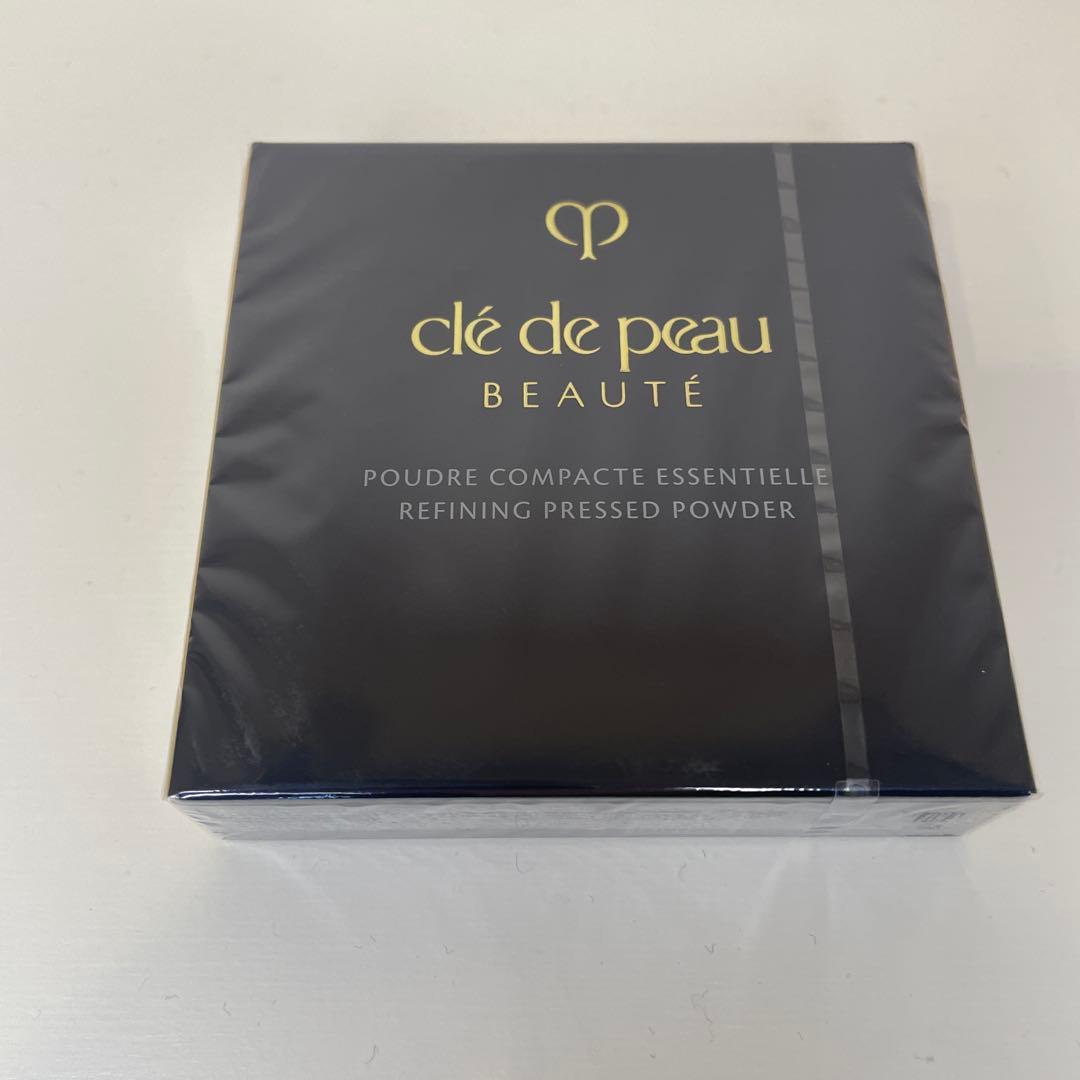 clé de peau
BEAUTÉ
POUDRE COMPACTE ESSENTIELLE
REFINING PRESSED POWDER